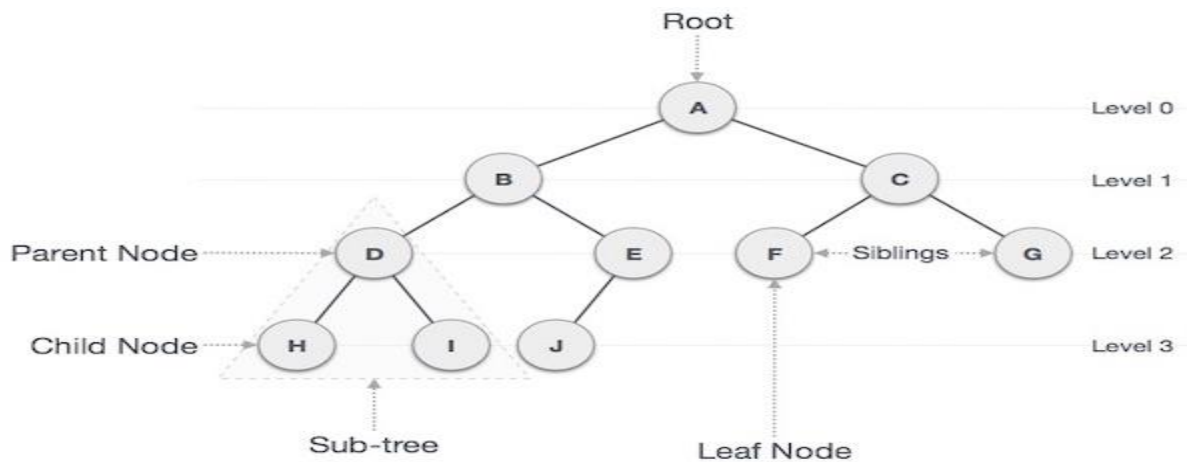 Root
A
Level 0
B
C
Level 1
Parent Node
D
E
F
Siblings
G
Level 2
Child Node
H
I
J
Level 3
Sub-tree
Leaf Node